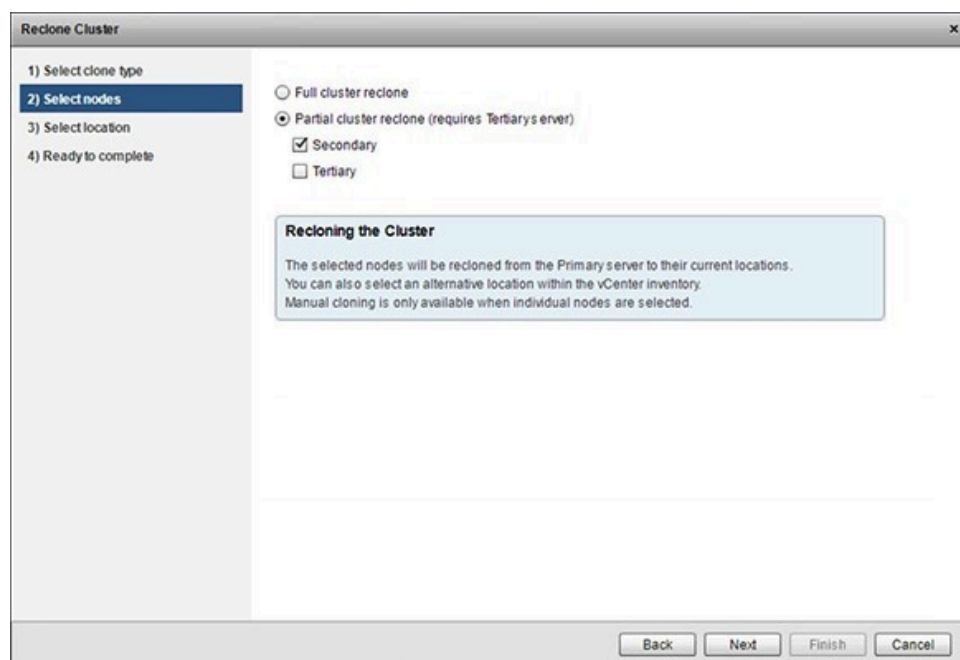 Reclone Cluster
x
1) Select clone type
2) Select nodes
3) Select location
4) Ready to complete
Full cluster reclone
Partial cluster reclone (requires Tertiary server)
Secondary
Tertiary
Recloning the Cluster
The selected nodes will be recloned from the Primary server to their current locations.
You can also select an alternative location within the vCenter inventory.
Manual cloning is only available when individual nodes are selected.
Back Next Finish Cancel